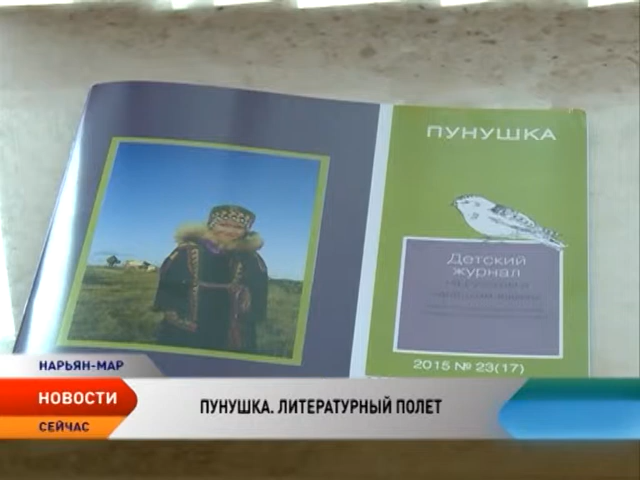 ПУНУШКА
Детский
журнал
2015 № 23(17)
НАРЬЯН-МАР
НОВОСТИ
СЕЙЧАС
ПУНУШКА. ЛИТЕРАТУРНЫЙ ПОЛЕТ